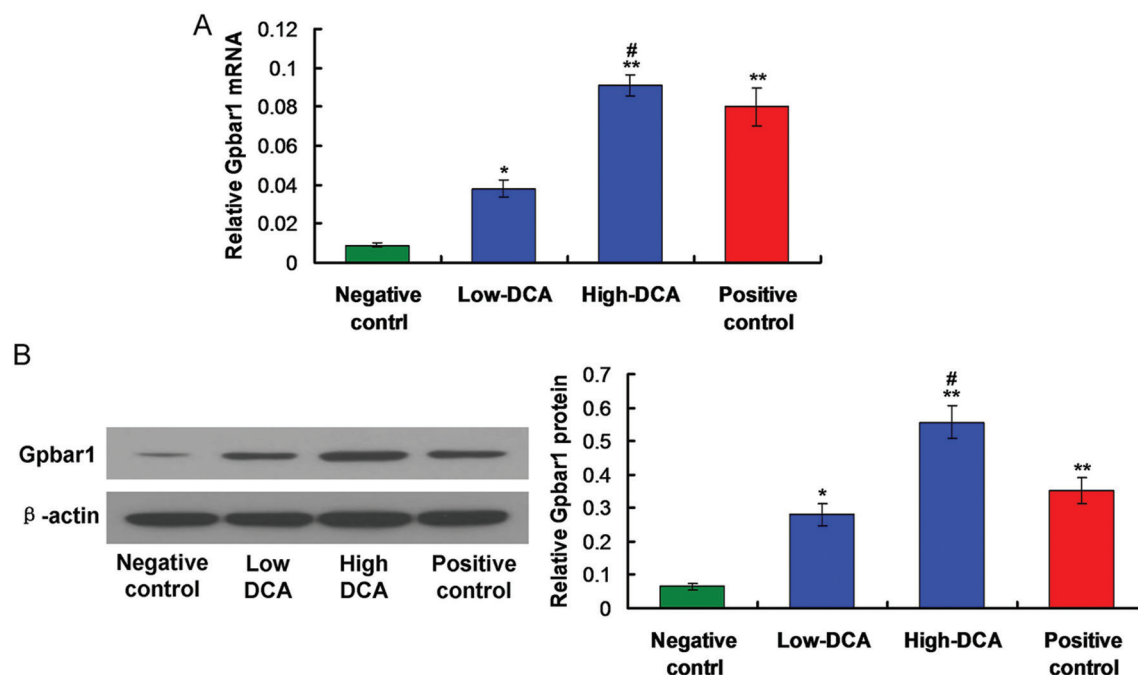 A
Relative Gpbar1 mRNA
0.12
0.1
0.08
0.06
0.04
0.02
0
*
#
**
**
Negative
contrl
Low-DCA
High-DCA
Positive
control
B
Gpbar1
β-actin
Negative
control
Low
DCA
High
DCA
Positive
control
Relative Gpbar1 protein
0.7
0.6
0.5
0.4
0.3
0.2
0.1
0
*
#
**
**
Negative
contrl
Low-DCA
High-DCA
Positive
control